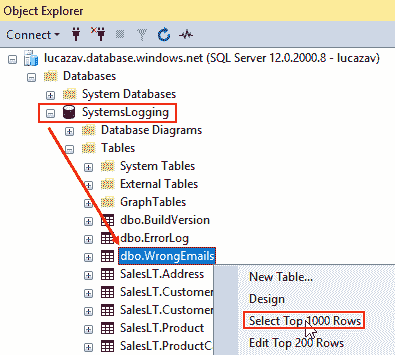 Object Explorer
Connect
lucazav.database.windows.net (SQL Server 12.0.2000.8 - lucazav)
Databases
System Databases
SystemsLogging
Database Diagrams
Tables
System Tables
External Tables
GraphTables
dbo.BuildVersion
dbo.ErrorLog
dbo.WrongEmails
SalesLT.Address
New Table...
SalesLT.Customer
Design
SalesLT.Customer
Select Top 1000 Rows
SalesLT.Product
Edit Top 200 Rows
SalesLT.ProductC